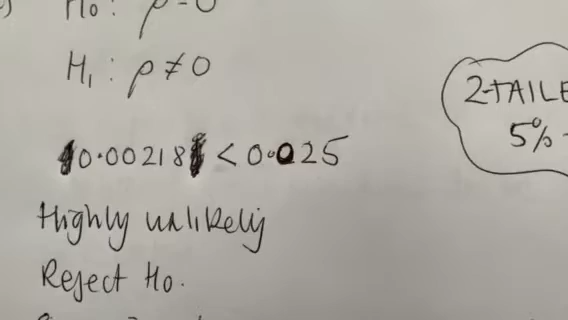 H₀ : ρ = 0
H₁ : ρ ≠ 0
2-TAILE
5%
0.00218 < 0.025
Highly unlikely
Reject H₀.